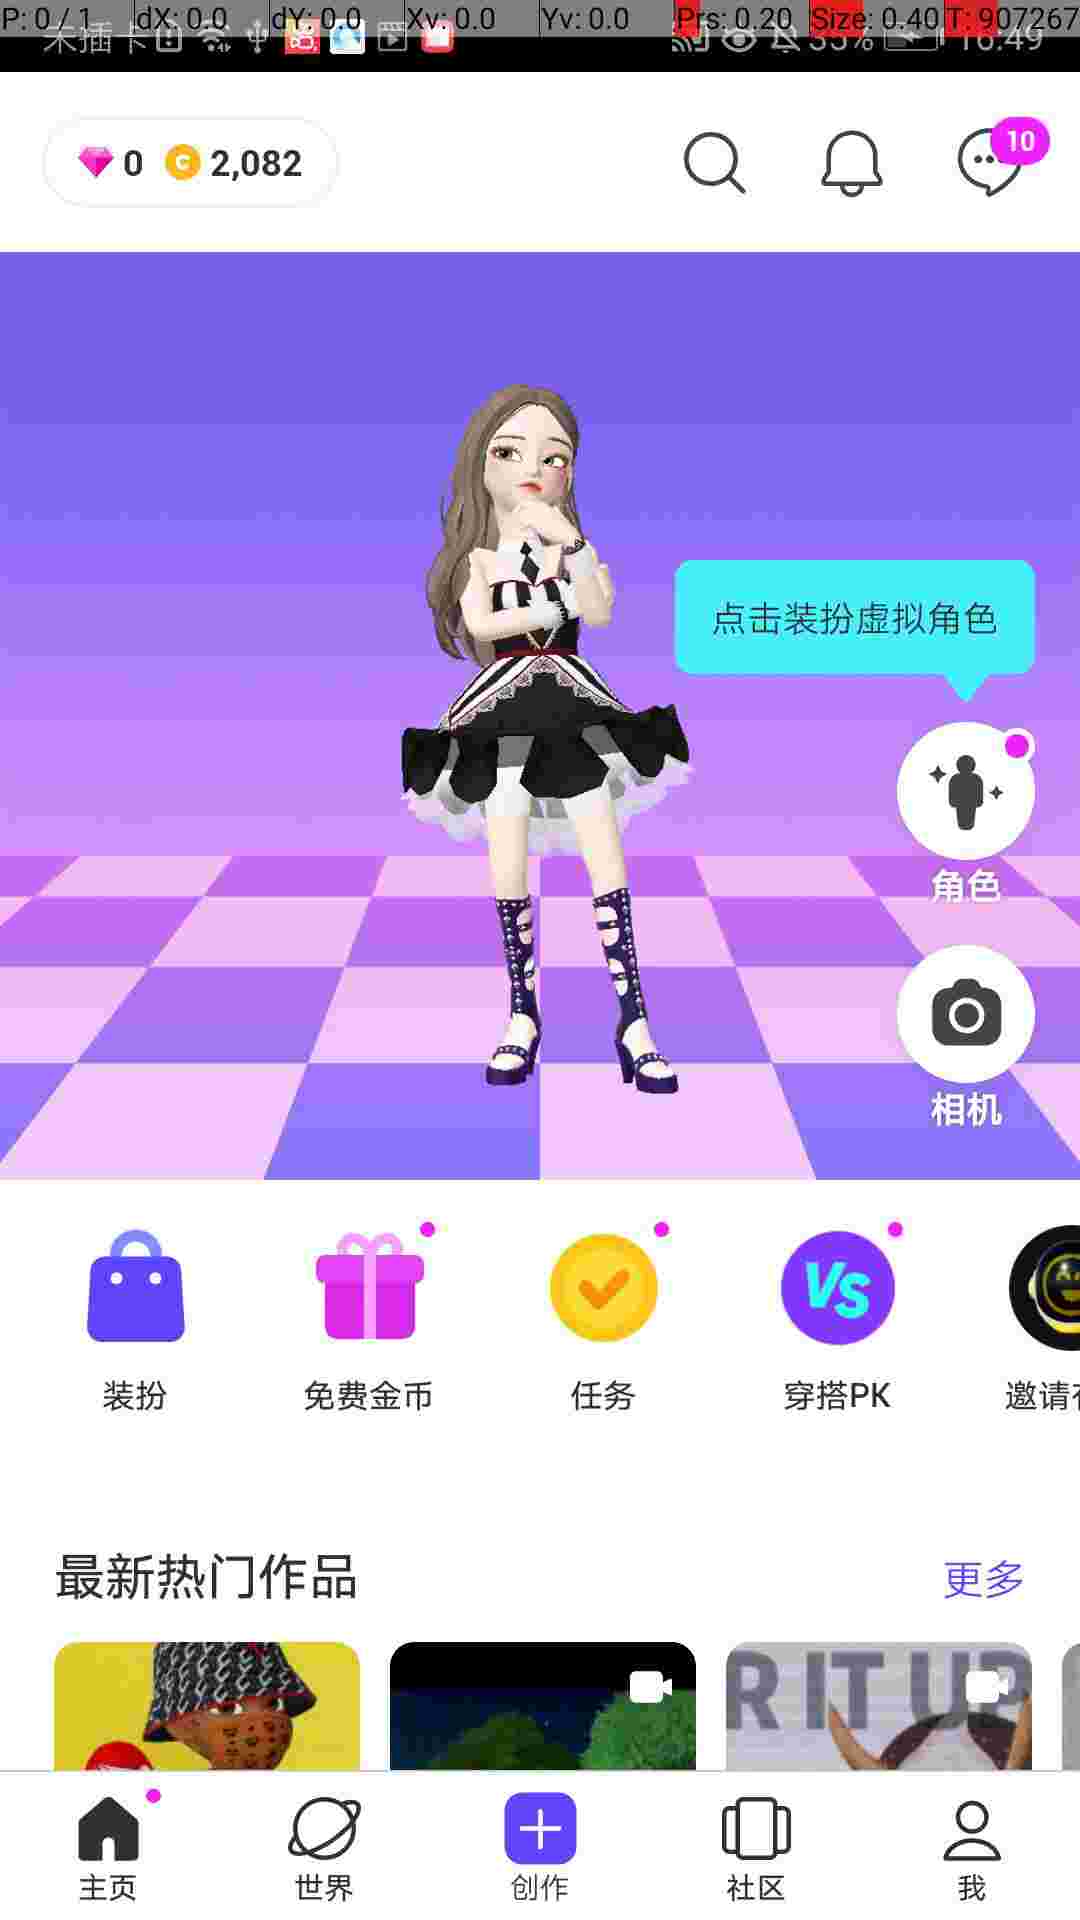 P: 0 / 1 dX: 0.0 dY: 0.0 Xv: 0.0 Yv: 0.0 Prs: 0.20 Size: 0.40 T: 907267
未插卡 35% 16:49
0 2,082 10
点击装扮虚拟角色
角色
相机
VS
装扮 免费金币 任务 穿搭PK 邀请
最新热门作品 更多
R IT UP
主页 世界 创作 社区 我